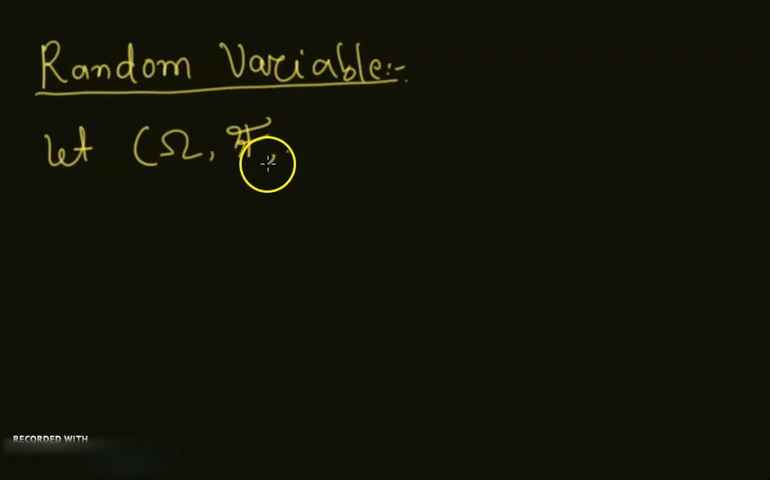 Random Variable:-
let (Ω, ℱ,
RECORDED WITH